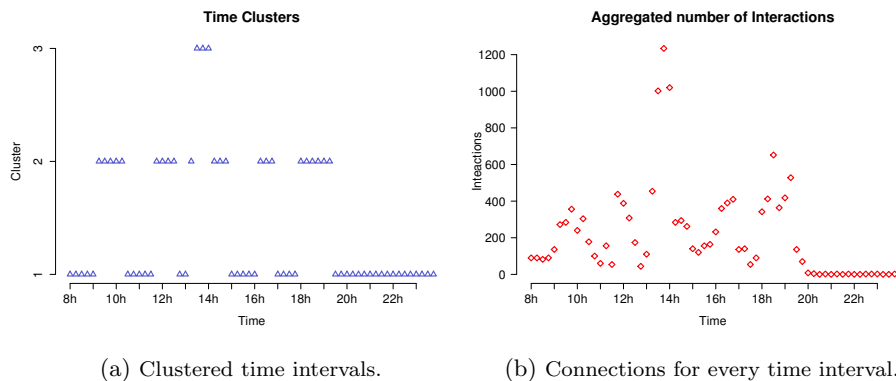 Time Clusters
Cluster
3
2
1
8h 10h 12h 14h 16h 18h 20h 22h
Time
(a) Clustered time intervals.
Aggregated number of Interactions
Inteactions
1200
1000
800
600
400
200
0
8h 10h 12h 14h 16h 18h 20h 22h
Time
(b) Connections for every time interval.